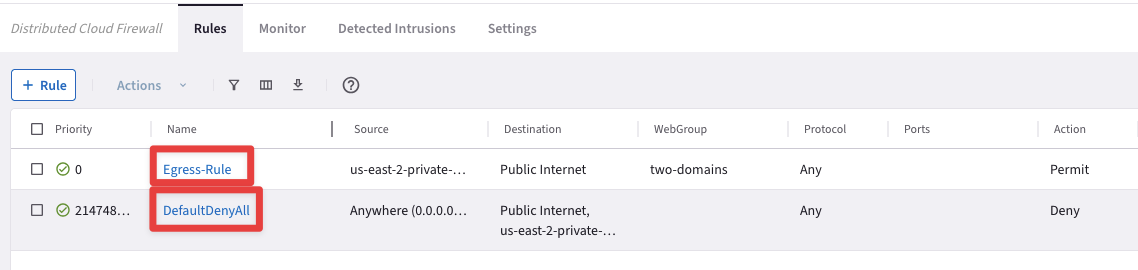 Distributed Cloud Firewall Rules Monitor Detected Intrusions Settings
+ Rule Actions
Priority Name Source Destination WebGroup Protocol Ports Action
0 Egress-Rule us-east-2-private-... Public Internet two-domains Any Permit
214748... DefaultDenyAll Anywhere (0.0.0.0... Public Internet, Any Deny
us-east-2-private-...